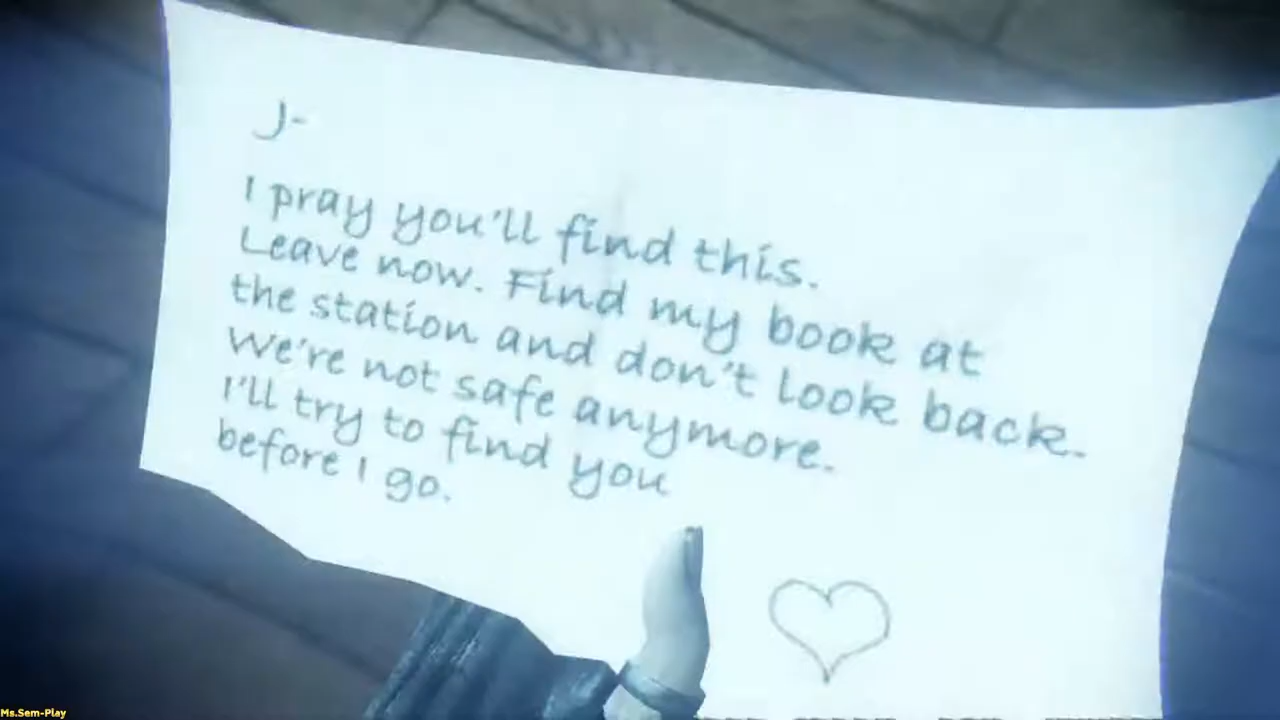 J-
I pray you'll find this.
Leave now. Find my book at
the station and don't look back.
We're not safe anymore.
I'll try to find you
before I go.
Ms.Sem-Play